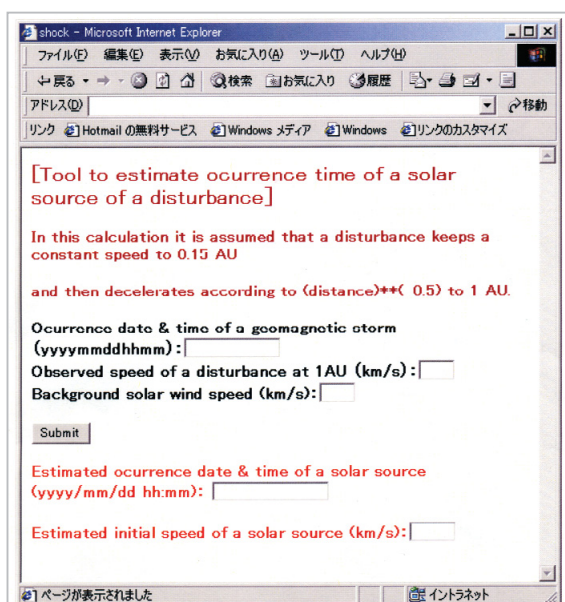 shock - Microsoft Internet Explorer
ファイル(F) 編集(E) 表示(V) お気に入り(A) ツール(T) ヘルプ(H)
戻る 検索 お気に入り 履歴
アドレス(D) 移動
リンク Hotmail の無料サービス Windows メディア Windows リンクのカスタマイズ
[Tool to estimate ocurrence time of a solar
source of a disturbance]
In this calculation it is assumed that a disturbance keeps a
constant speed to 0.15 AU
and then decelerates according to (distance)**( 0.5) to 1 AU.
Ocurrence date & time of a geomagnetic storm
(yyyymmddhhmm) :
Observed speed of a disturbance at 1AU (km/s) :
Background solar wind speed (km/s):
Submit
Estimated ocurrence date & time of a solar source
(yyyy/mm/dd hh:mm):
Estimated initial speed of a solar source (km/s):
ページが表示されました イントラネット